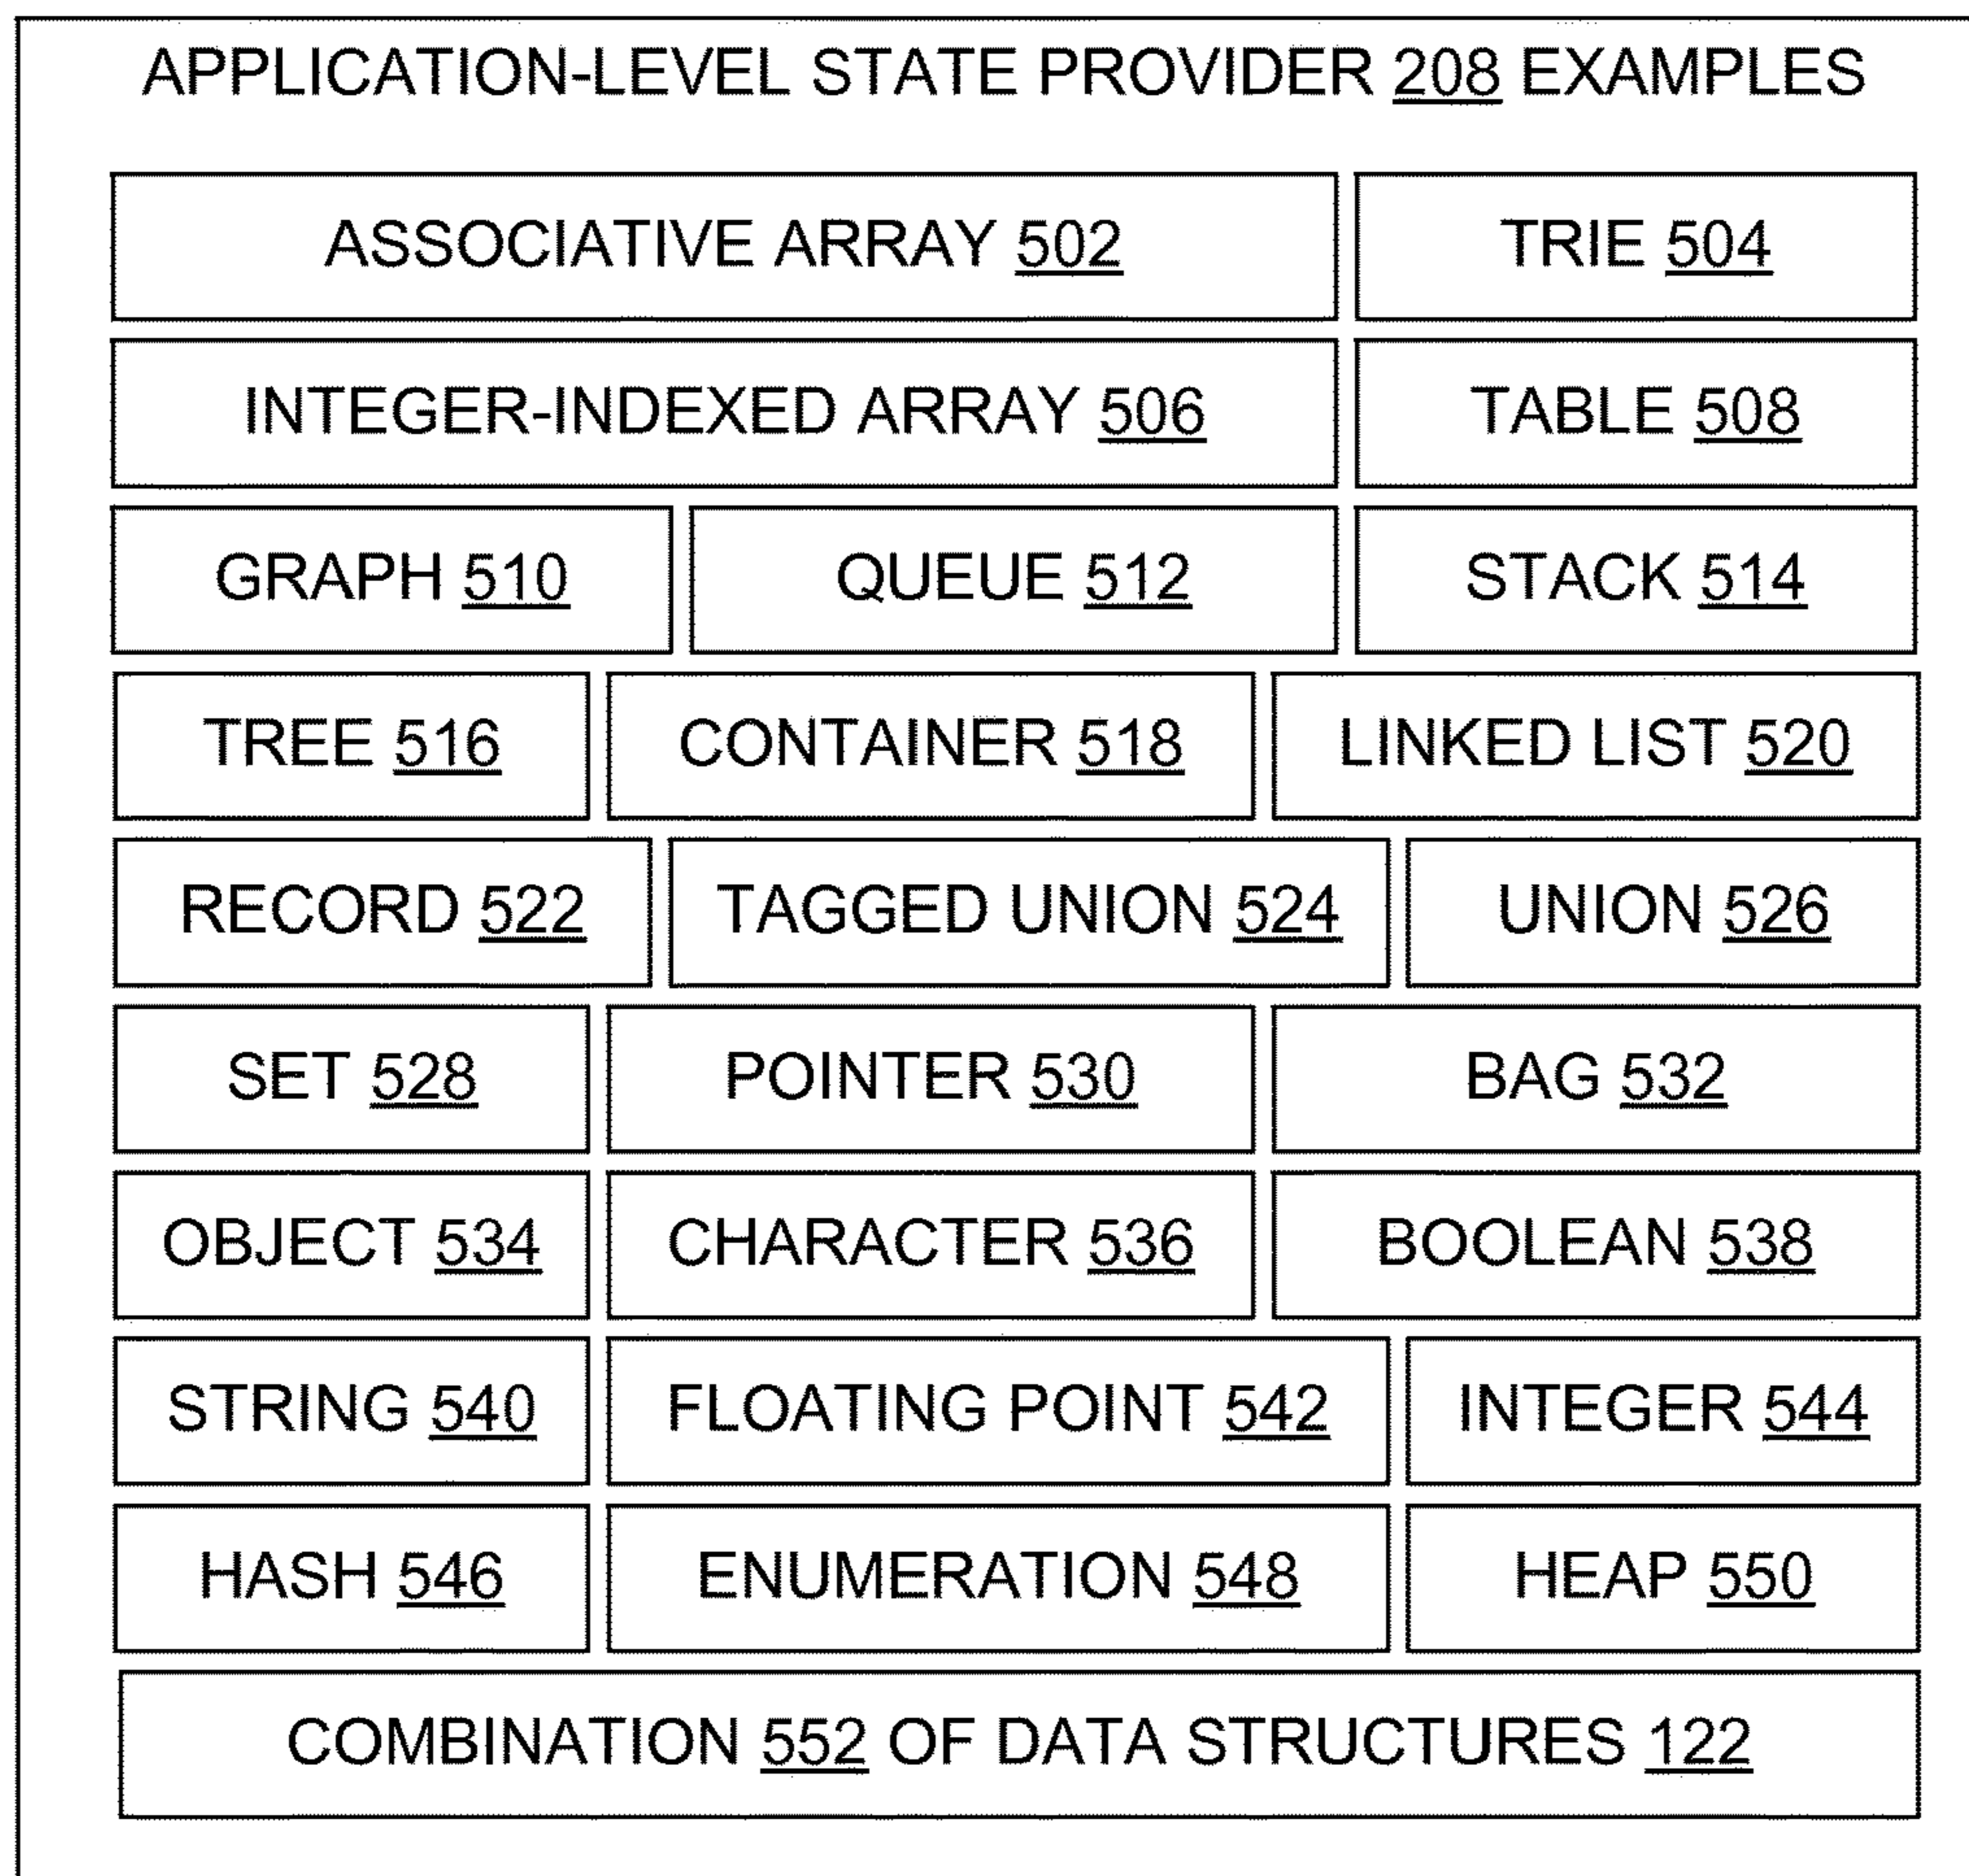 APPLICATION-LEVEL STATE PROVIDER 208 EXAMPLES
ASSOCIATIVE ARRAY 502
TRIE 504
INTEGER-INDEXED ARRAY 506
TABLE 508
GRAPH 510
QUEUE 512
STACK 514
TREE 516
CONTAINER 518
LINKED LIST 520
RECORD 522
TAGGED UNION 524
UNION 526
SET 528
POINTER 530
BAG 532
OBJECT 534
CHARACTER 536
BOOLEAN 538
STRING 540
FLOATING POINT 542
INTEGER 544
HASH 546
ENUMERATION 548
HEAP 550
COMBINATION 552 OF DATA STRUCTURES 122